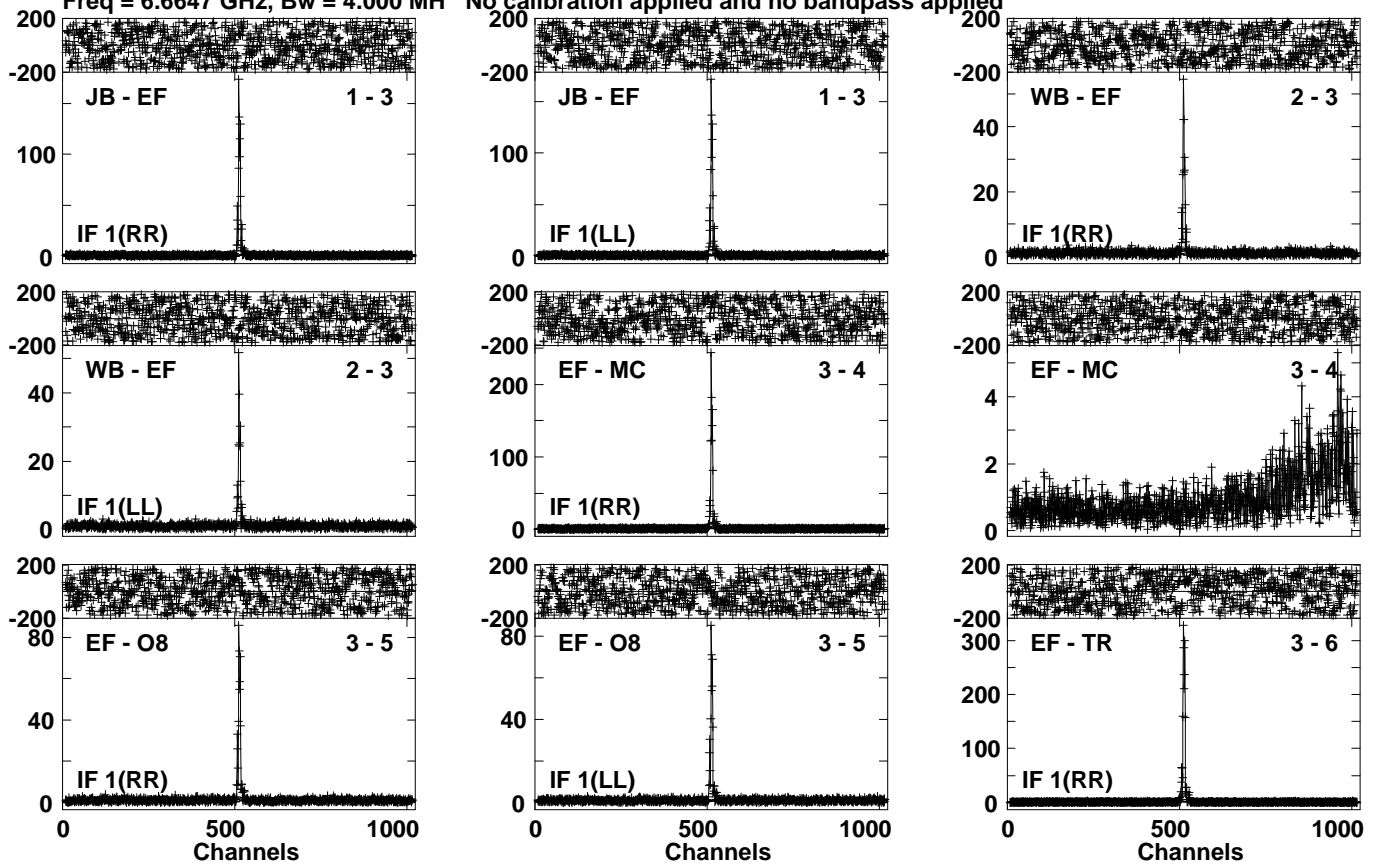 Freq = 6.6647 GHz, Bw = 4.000 MH No calibration applied and no bandpass applied
200 200 200
-200 -200 -200
JB - EF 1 - 3 JB - EF 1 - 3 WB - EF 2 - 3
100 100 40
20
IF 1(RR) IF 1(LL) IF 1(RR)
0 0 0
200 200 200
-200 -200 -200
WB - EF 2 - 3 EF - MC 3 - 4 EF - MC 3 - 4
40 200 4
20 100 2
IF 1(LL) IF 1(RR)
0 0 0
200 200 200
-200 -200 -200
EF - O8 3 - 5 EF - O8 3 - 5 EF - TR 3 - 6
80 80 300
200
40 40 100
IF 1(RR) IF 1(LL) IF 1(RR)
0 0 0
0 500 1000 0 500 1000 0 500 1000
Channels Channels Channels